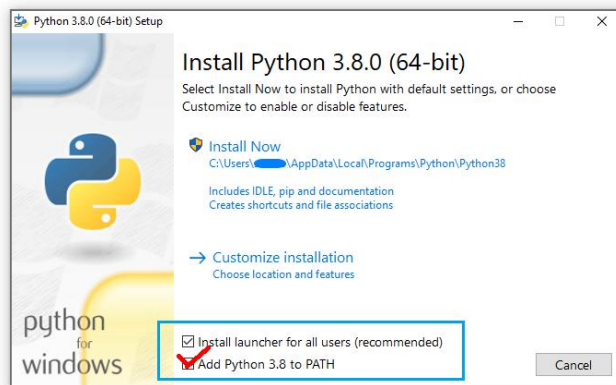 Python 3.8.0 (64-bit) Setup
Install Python 3.8.0 (64-bit)
Select Install Now to install Python with default settings, or choose
Customize to enable or disable features.
Install Now
C:\Users\ \AppData\Local\Programs\Python\Python38
Includes IDLE, pip and documentation
Creates shortcuts and file associations
Customize installation
Choose location and features
python
for
windows
Install launcher for all users (recommended)
Add Python 3.8 to PATH
Cancel